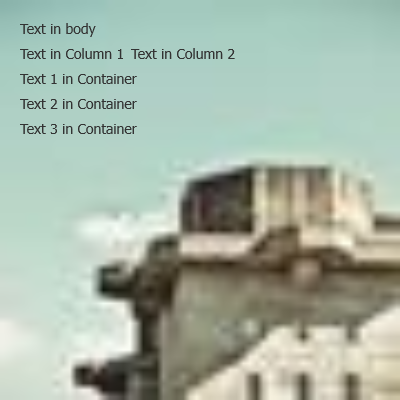 Text in body
Text in Column 1 Text in Column 2
Text 1 in Container
Text 2 in Container
Text 3 in Container